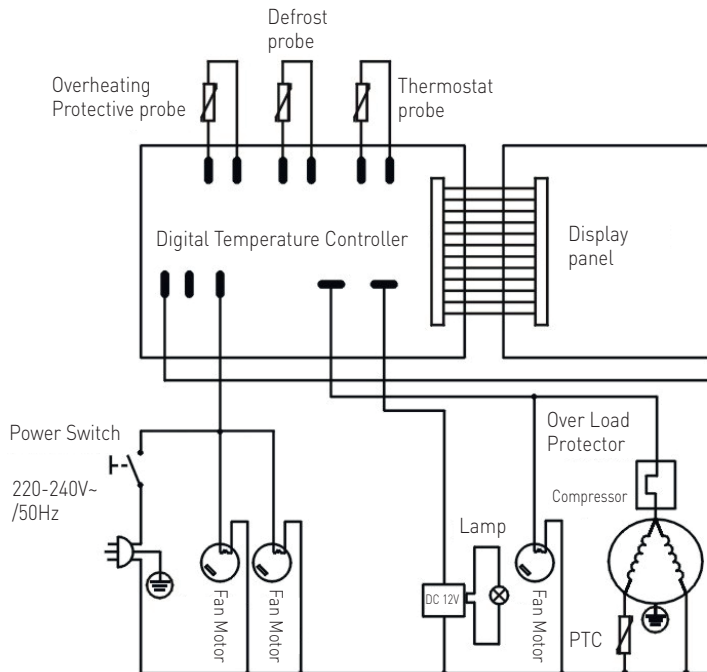 Defrost
probe
Overheating
Protective probe
Thermostat
probe
Digital Temperature Controller
Display
panel
Power Switch
220-240V~
/50Hz
Over Load
Protector
Compressor
Lamp
DC 12V
Fan Motor
Fan Motor
Fan Motor
PTC